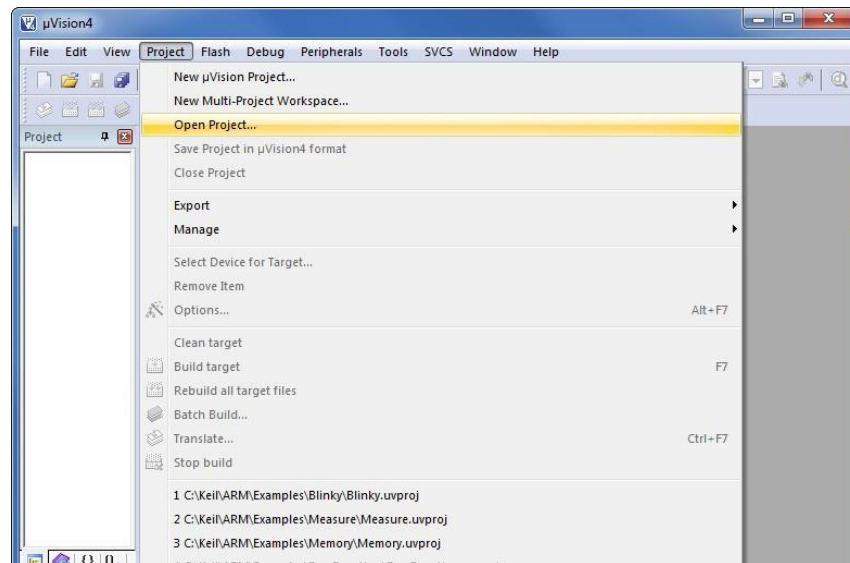 µVision4
File Edit View Project Flash Debug Peripherals Tools SVCS Window Help
New µVision Project...
New Multi-Project Workspace...
Project
Open Project...
Save Project in µVision4 format
Close Project
Export
Manage
Select Device for Target...
Remove Item
Options... Alt+F7
Clean target
Build target F7
Rebuild all target files
Batch Build...
Translate... Ctrl+F7
Stop build
1 C:\Keil\ARM\Examples\Blinky\Blinky.uvproj
2 C:\Keil\ARM\Examples\Measure\Measure.uvproj
3 C:\Keil\ARM\Examples\Memory\Memory.uvproj